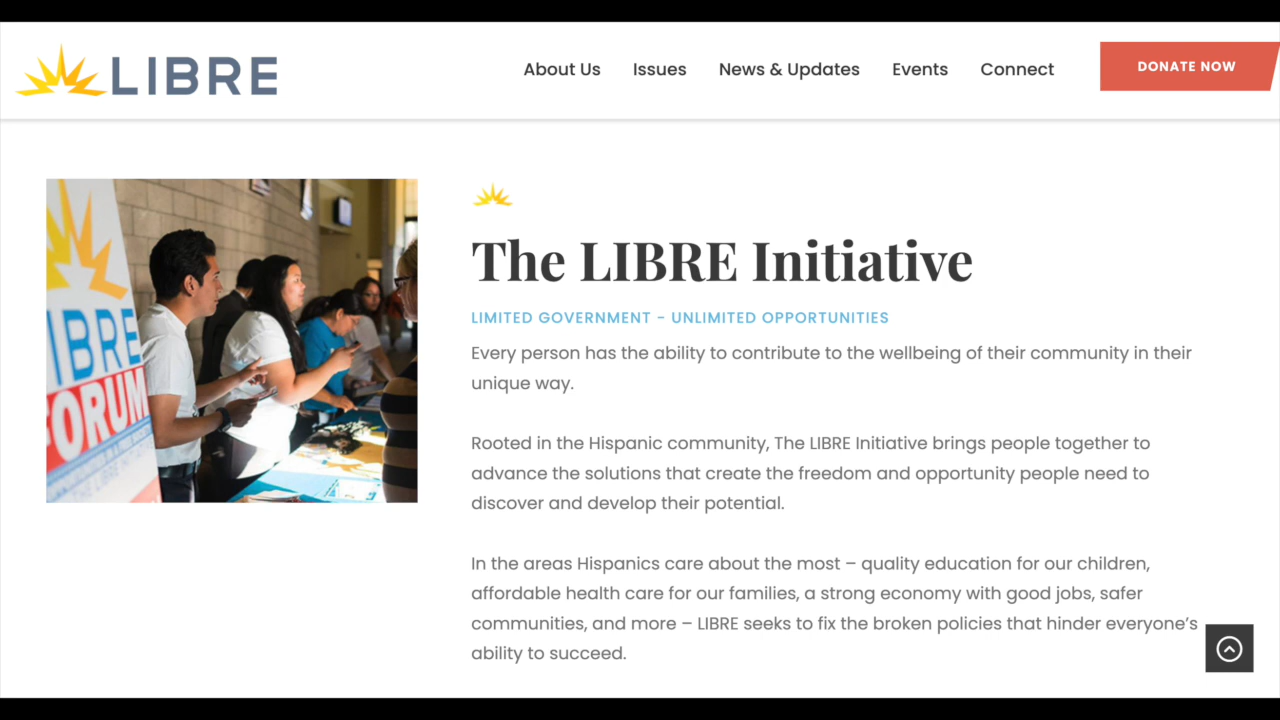 LIBRE
About Us
Issues
News & Updates
Events
Connect
DONATE NOW
IBRE
FORUM
The LIBRE Initiative
LIMITED GOVERNMENT - UNLIMITED OPPORTUNITIES
Every person has the ability to contribute to the wellbeing of their community in their
unique way.
Rooted in the Hispanic community, The LIBRE Initiative brings people together to
advance the solutions that create the freedom and opportunity people need to
discover and develop their potential.
In the areas Hispanics care about the most – quality education for our children,
affordable health care for our families, a strong economy with good jobs, safer
communities, and more – LIBRE seeks to fix the broken policies that hinder everyone’s
ability to succeed.